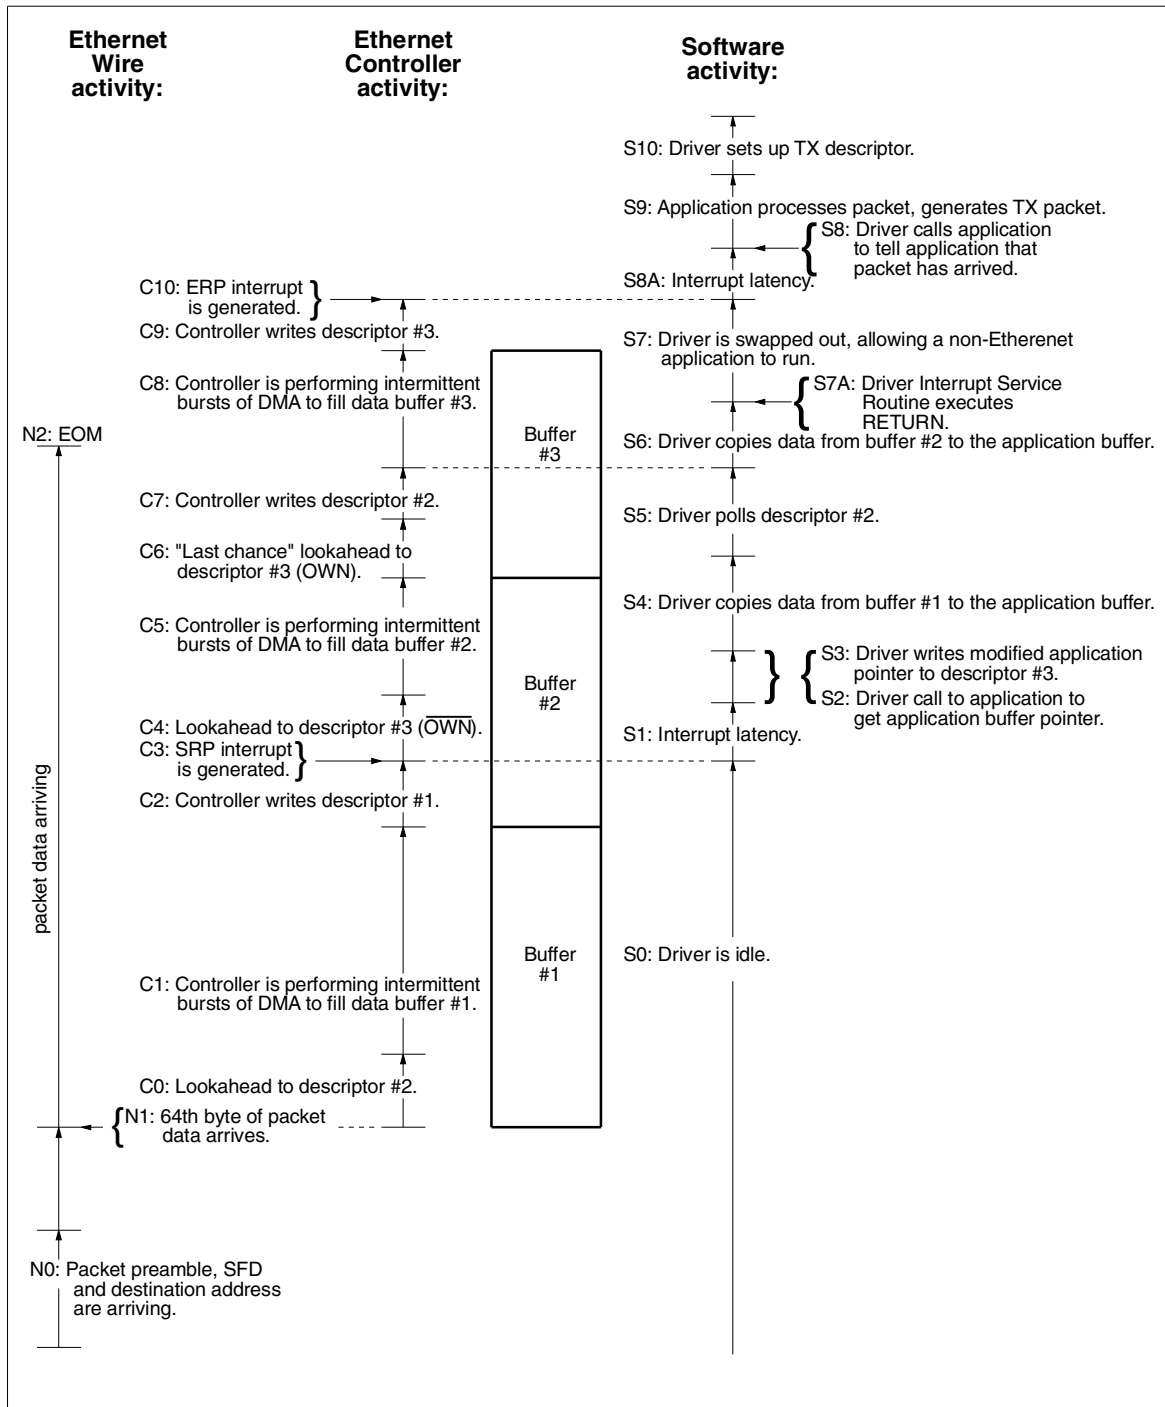 Ethernet
Wire
activity:
Ethernet
Controller
activity:
Software
activity:
S10: Driver sets up TX descriptor.
S9: Application processes packet, generates TX packet.
S8: Driver calls application
to tell application that
packet has arrived.
S8A: Interrupt latency.
C10: ERP interrupt
is generated.
C9: Controller writes descriptor #3.
S7: Driver is swapped out, allowing a non-Etherenet
application to run.
C8: Controller is performing intermittent
bursts of DMA to fill data buffer #3.
S7A: Driver Interrupt Service
Routine executes
RETURN.
N2: EOM
Buffer
#3
S6: Driver copies data from buffer #2 to the application buffer.
C7: Controller writes descriptor #2.
S5: Driver polls descriptor #2.
C6: "Last chance" lookahead to
descriptor #3 (OWN).
S4: Driver copies data from buffer #1 to the application buffer.
C5: Controller is performing intermittent
bursts of DMA to fill data buffer #2.
S3: Driver writes modified application
pointer to descriptor #3.
Buffer
#2
S2: Driver call to application to
get application buffer pointer.
C4: Lookahead to descriptor #3 (O̅W̅N̅).
S1: Interrupt latency.
C3: SRP interrupt
is generated.
C2: Controller writes descriptor #1.
packet data arriving
Buffer
#1
S0: Driver is idle.
C1: Controller is performing intermittent
bursts of DMA to fill data buffer #1.
C0: Lookahead to descriptor #2.
N1: 64th byte of packet
data arrives.
N0: Packet preamble, SFD
and destination address
are arriving.